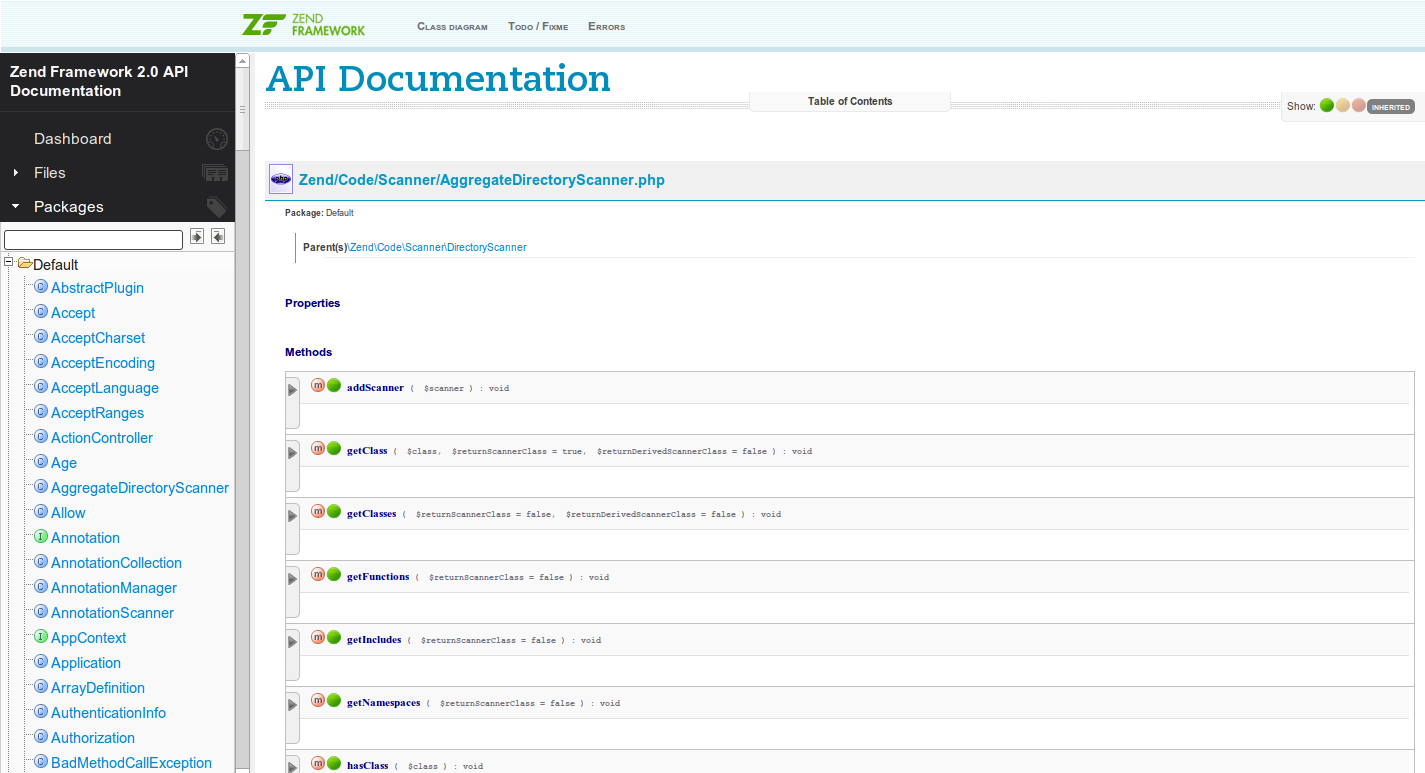 ZEND
FRAMEWORK
Class diagram
Todo / Fixme
Errors
Zend Framework 2.0 API
Documentation
Dashboard
Files
Packages
Default
AbstractPlugin
Accept
AcceptCharset
AcceptEncoding
AcceptLanguage
AcceptRanges
ActionController
Age
AggregateDirectoryScanner
Allow
Annotation
AnnotationCollection
AnnotationManager
AnnotationScanner
AppContext
Application
ArrayDefinition
AuthenticationInfo
Authorization
BadMethodCallException
API Documentation
Table of Contents
Show: INHERITED
php Zend/Code/Scanner/AggregateDirectoryScanner.php
Package: Default
Parent(s)\Zend\Code\Scanner\DirectoryScanner
Properties
Methods
m addScanner ( $scanner ) : void
m getClass ( $class, $returnScannerClass = true, $returnDerivedScannerClass = false ) : void
m getClasses ( $returnScannerClass = false, $returnDerivedScannerClass = false ) : void
m getFunctions ( $returnScannerClass = false ) : void
m getIncludes ( $returnScannerClass = false ) : void
m getNamespaces ( $returnScannerClass = false ) : void
m hasClass ( $class ) : void